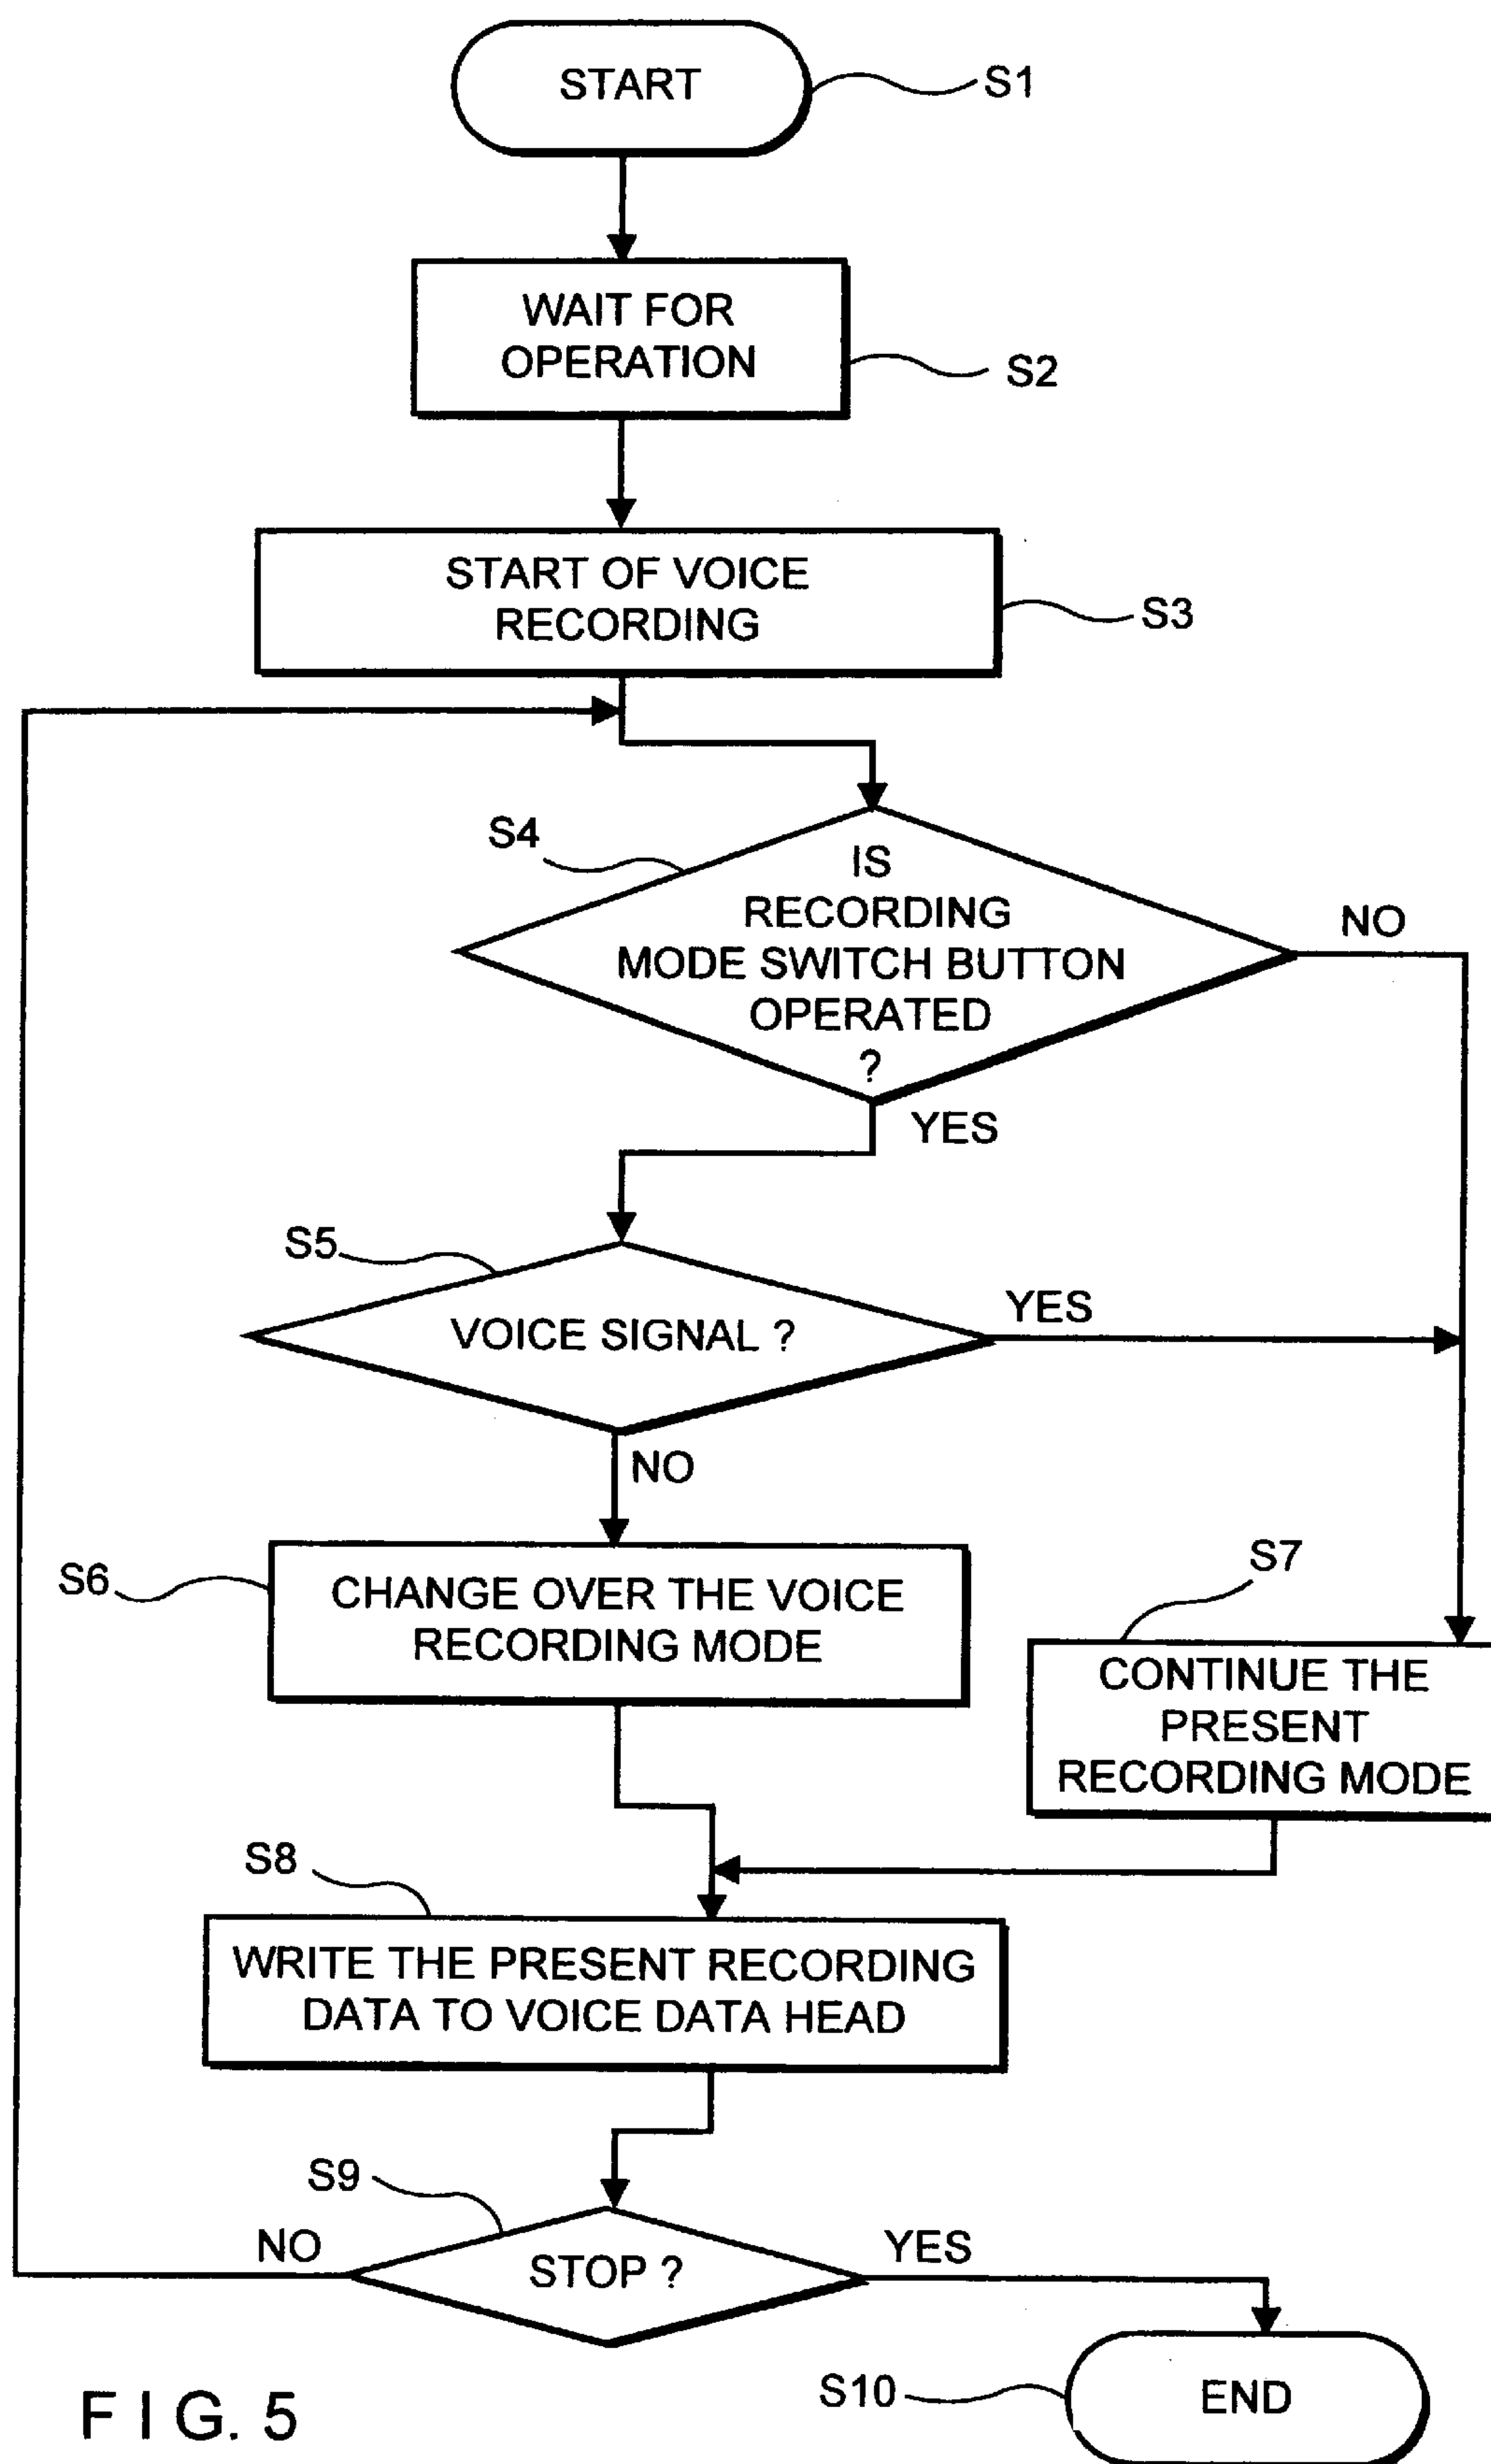 START
S1
WAIT FOR
OPERATION
S2
START OF VOICE
RECORDING
S3
S4
IS
RECORDING
MODE SWITCH BUTTON
OPERATED
?
NO
YES
S5
VOICE SIGNAL ?
YES
NO
S6
CHANGE OVER THE VOICE
RECORDING MODE
S7
CONTINUE THE
PRESENT
RECORDING MODE
S8
WRITE THE PRESENT RECORDING
DATA TO VOICE DATA HEAD
S9
NO
STOP ?
YES
S10
END
FIG. 5